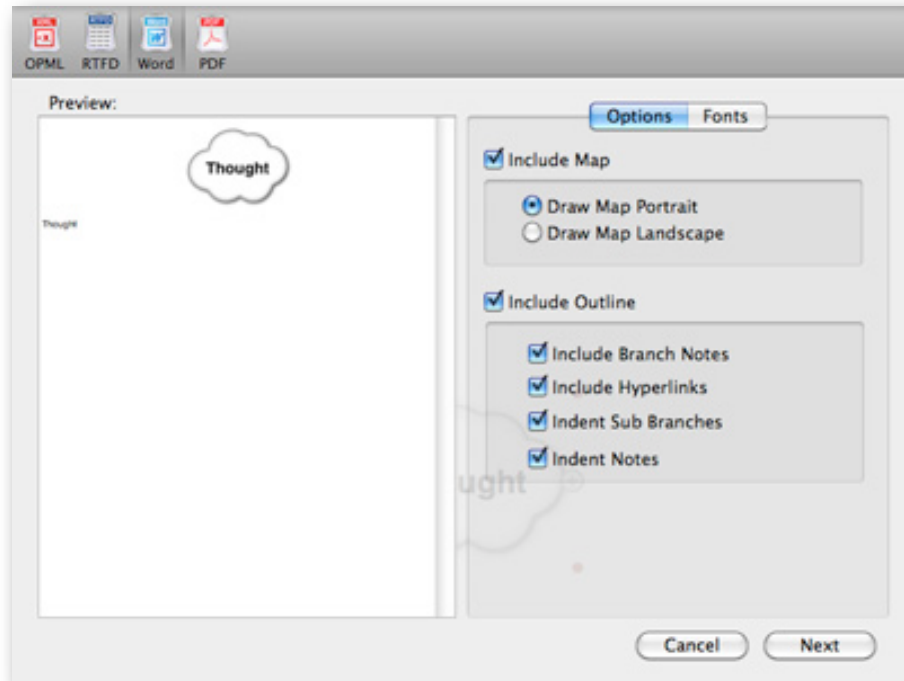 OPML RTFD Word PDF
Preview:
Options Fonts
Thought
Thought
Include Map
Draw Map Portrait
Draw Map Landscape
Include Outline
Include Branch Notes
Include Hyperlinks
Indent Sub Branches
Indent Notes
ught
Cancel Next